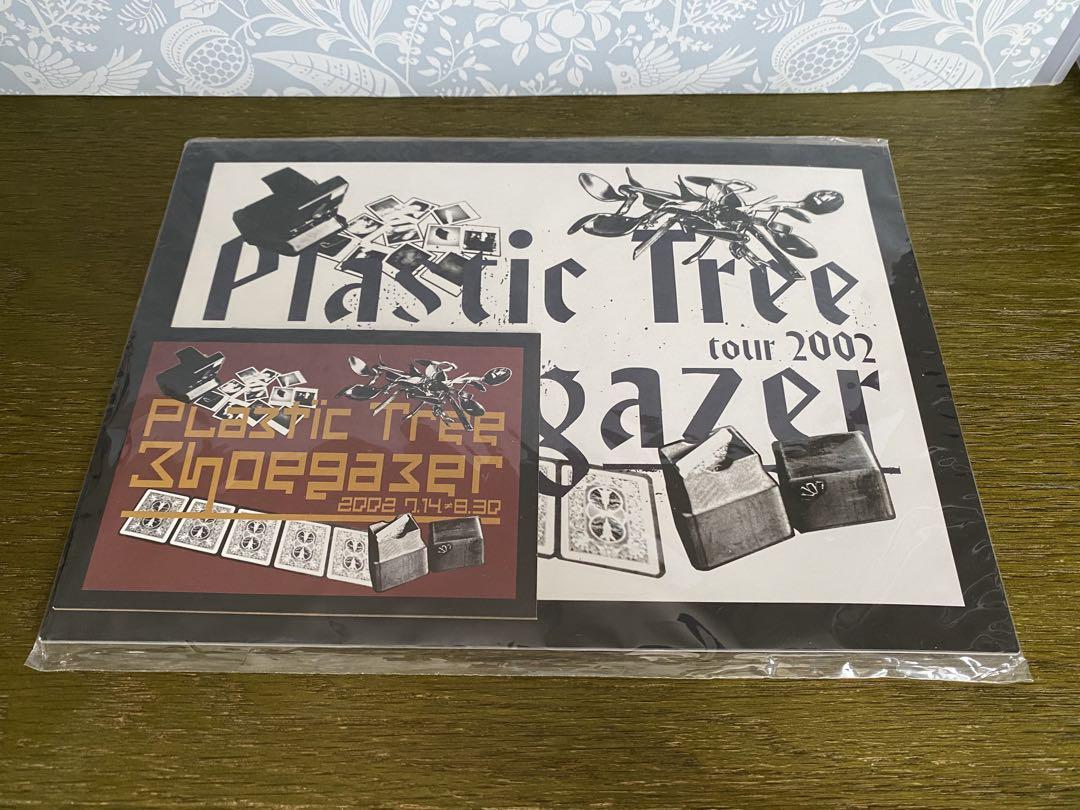 Plastic Tree
tour 2002
gazer
Plastic Tree
Shoegazer
2002 7.14≠8.30